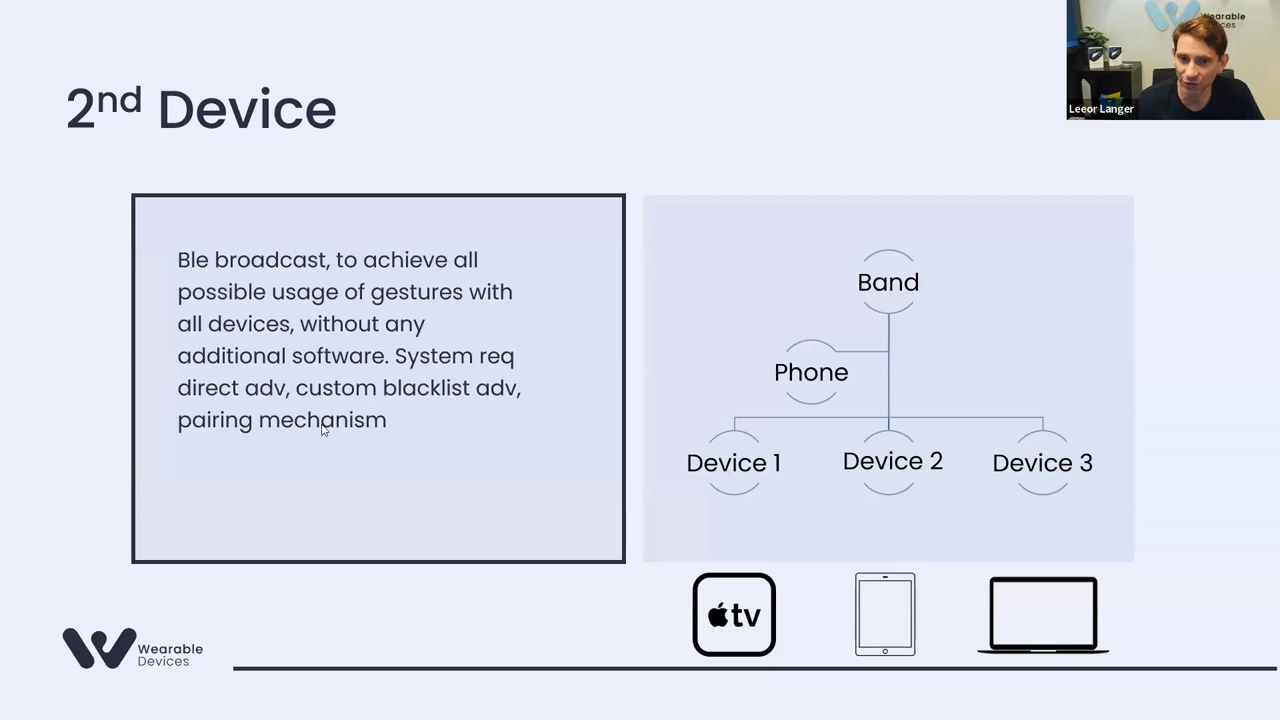 Wearable
Devices
Leeor Langer
2nd Device
Ble broadcast, to achieve all
possible usage of gestures with
all devices, without any
additional software. System req
direct adv, custom blacklist adv,
pairing mechanism
Band
Phone
Device 1
Device 2
Device 3
tv
Wearable
Devices